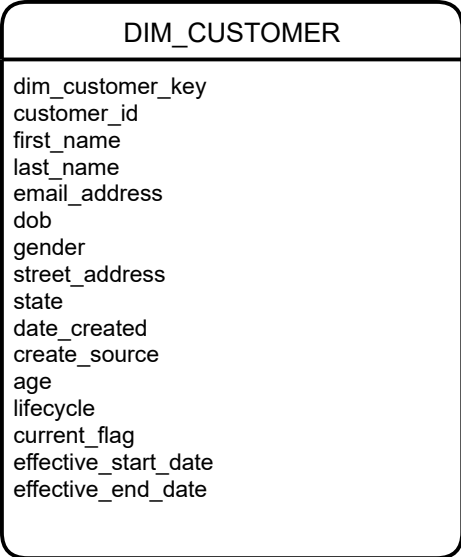 DIM_CUSTOMER
dim_customer_key
customer_id
first_name
last_name
email_address
dob
gender
street_address
state
date_created
create_source
age
lifecycle
current_flag
effective_start_date
effective_end_date